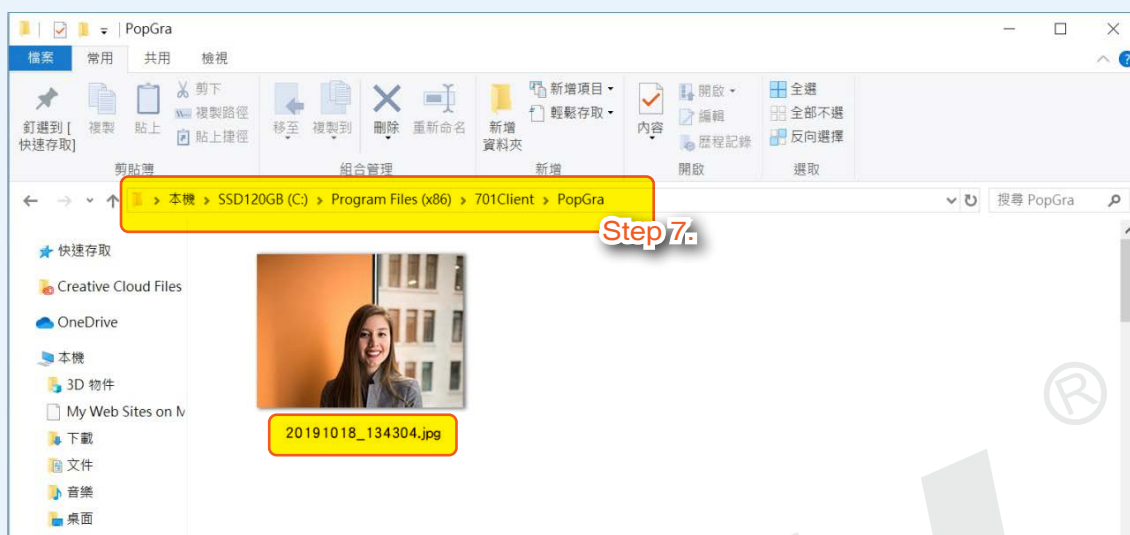 PopGra
檔案 常用 共用 檢視
釘選到 [快速存取]
複製
貼上
剪下
複製路徑
貼上捷徑
剪貼簿
移至
複製到
刪除
重新命名
組合管理
新增
資料夾
新增項目
輕鬆存取
新增
內容
開啟
編輯
歷程記錄
開啟
全選
全部不選
反向選擇
選取
本機 > SSD120GB (C:) > Program Files (x86) > 701Client > PopGra
搜尋 PopGra
Step 7.
快速存取
Creative Cloud Files
OneDrive
本機
3D 物件
My Web Sites on M
下載
文件
音樂
桌面
20191018_134304.jpg
®